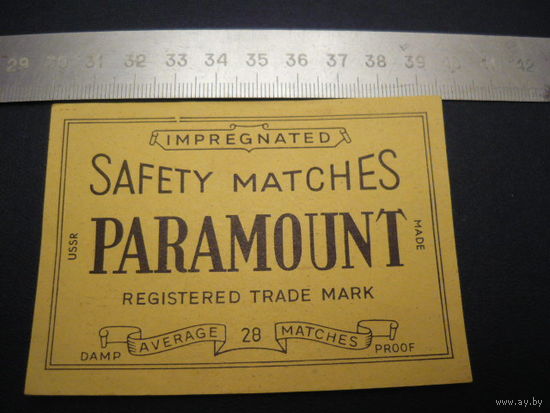 29 30 31 32 33 34 35 36 37 38 39 40 41 42
IMPREGNATED
SAFETY MATCHES
USSR PARAMOUNT MADE
REGISTERED TRADE MARK
AVERAGE 28 MATCHES
DAMP PROOF
www.ay.by